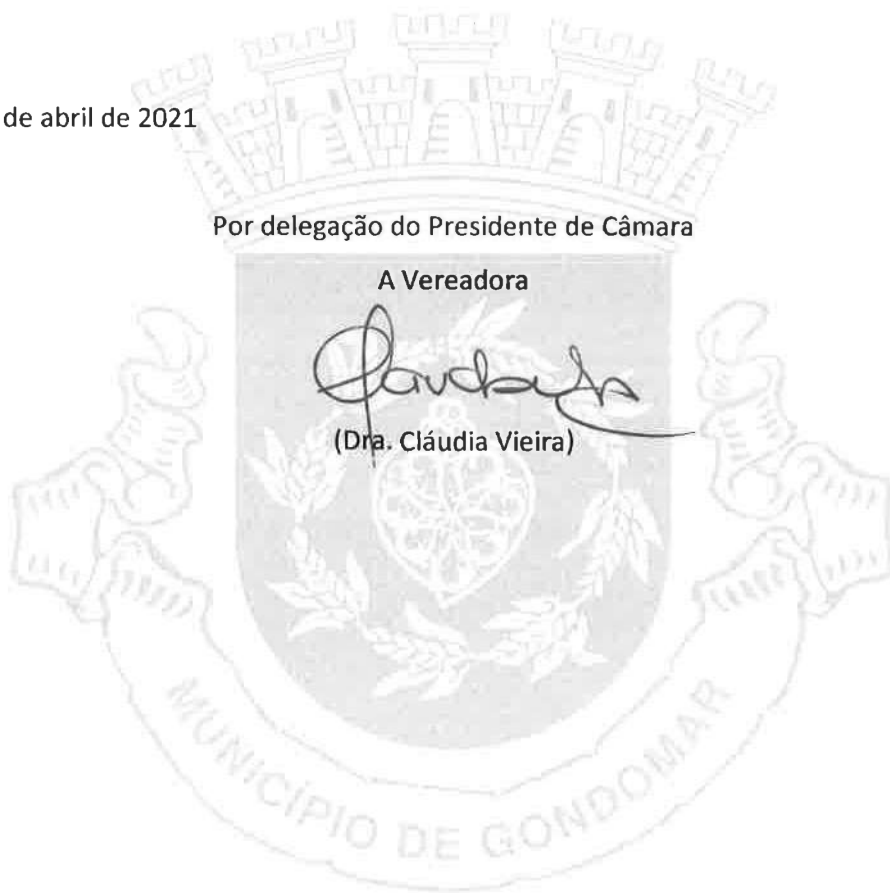 de abril de 2021
Por delegação do Presidente de Câmara
A Vereadora
(Dra. Cláudia Vieira)
MUNICÍPIO DE GONDOMAR